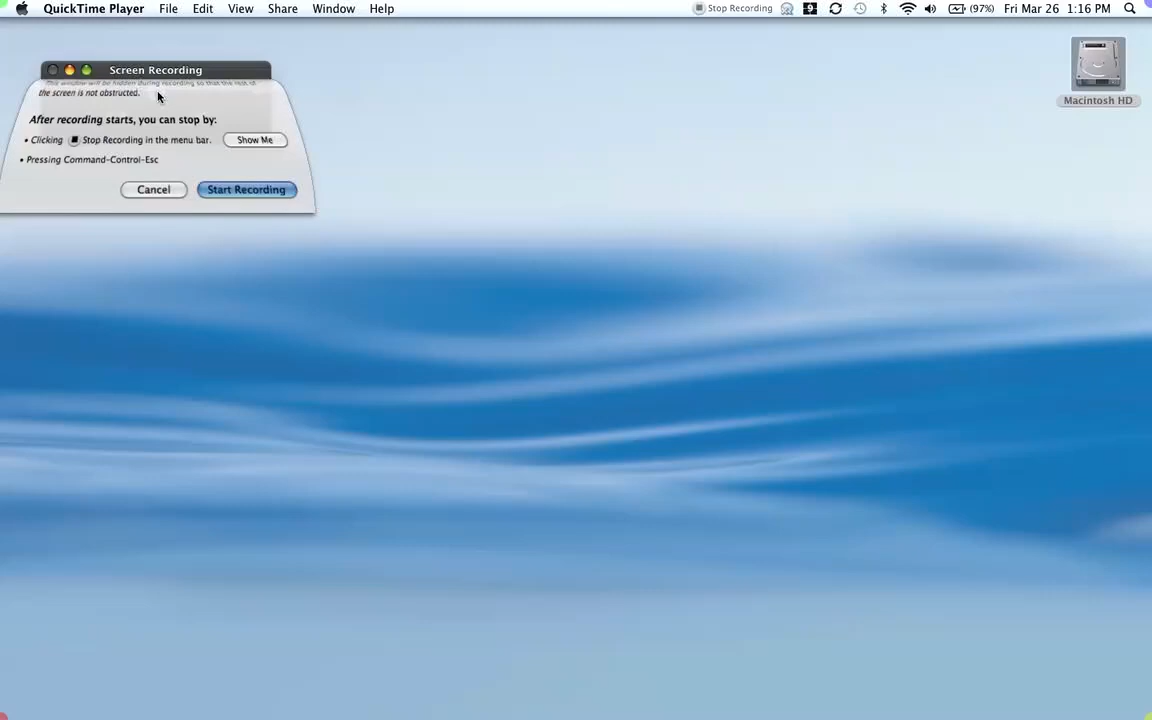 QuickTime Player File Edit View Share Window Help Stop Recording 9 (97%) Fri Mar 26 1:16 PM
Macintosh HD
Screen Recording
This window will be hidden during recording so that the rest of
the screen is not obstructed.
After recording starts, you can stop by:
• Clicking Stop Recording in the menu bar. Show Me
• Pressing Command-Control-Esc
Cancel Start Recording